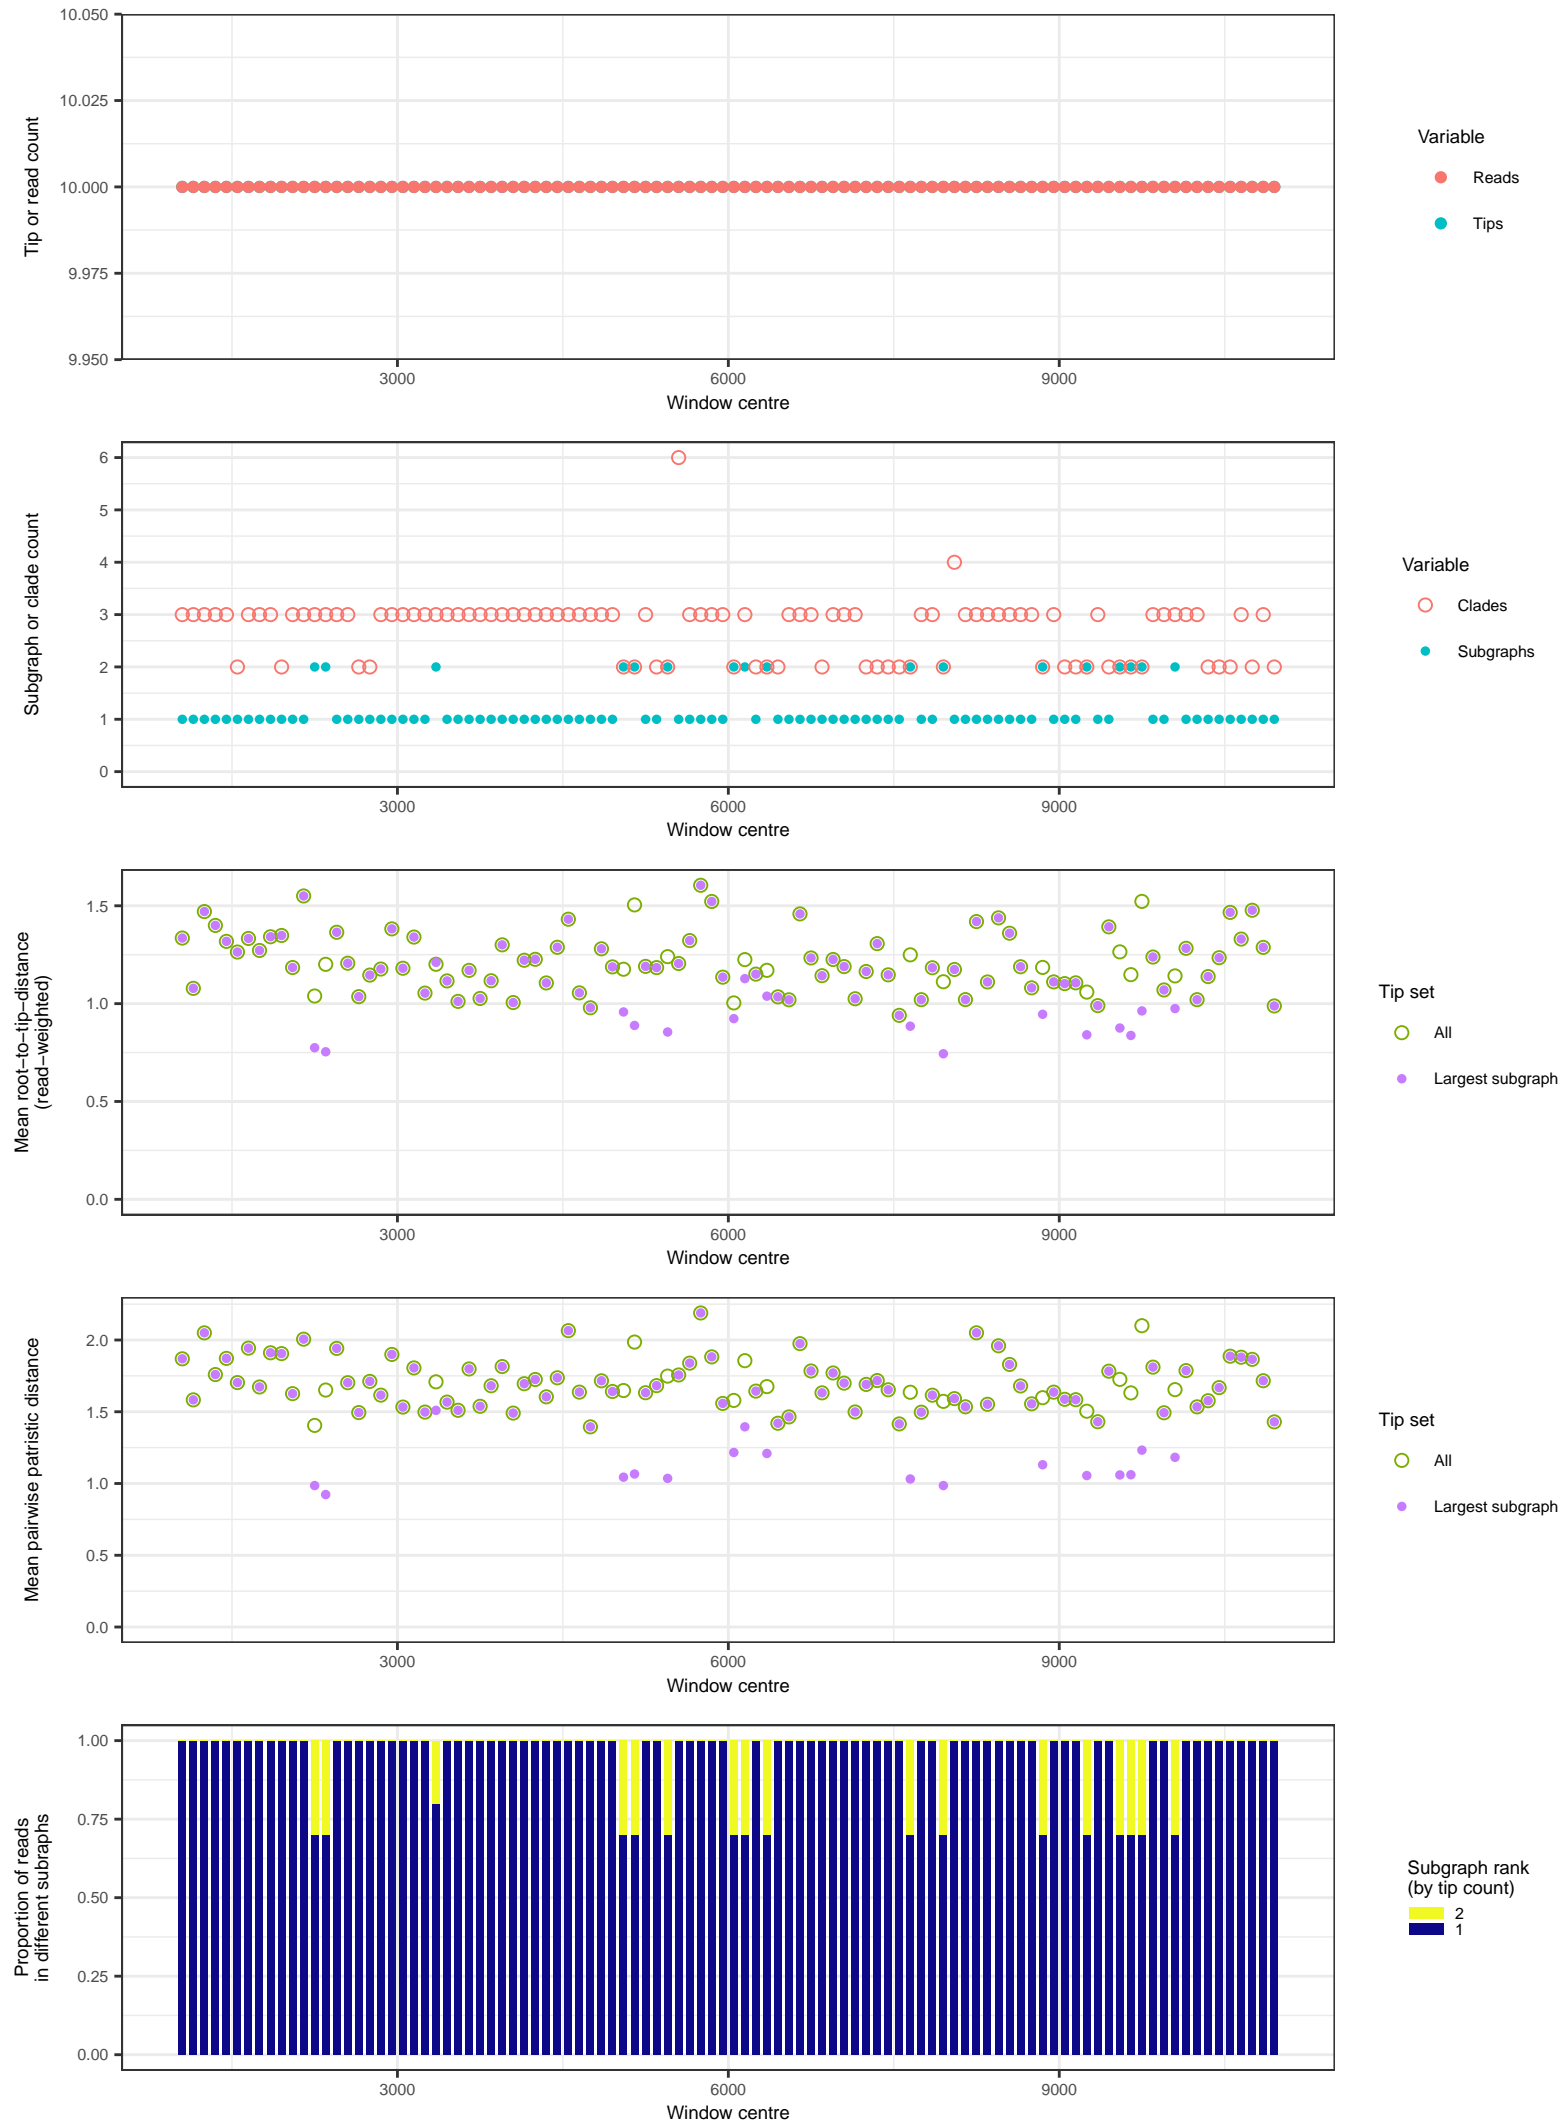 10.050
10.025
10.000
9.975
9.950
Tip or read count
3000 6000 9000
Window centre
Variable
Reads
Tips
6
5
4
3
2
1
0
Subgraph or clade count
3000 6000 9000
Window centre
Variable
Clades
Subgraphs
1.5
1.0
0.5
0.0
Mean root−to−tip−distance
(read−weighted)
3000 6000 9000
Window centre
Tip set
All
Largest subgraph
2.0
1.5
1.0
0.5
0.0
Mean pairwise patristic distance
3000 6000 9000
Window centre
Tip set
All
Largest subgraph
1.00
0.75
0.50
0.25
0.00
Proportion of reads
in different subraphs
3000 6000 9000
Window centre
Subgraph rank
(by tip count)
2
1